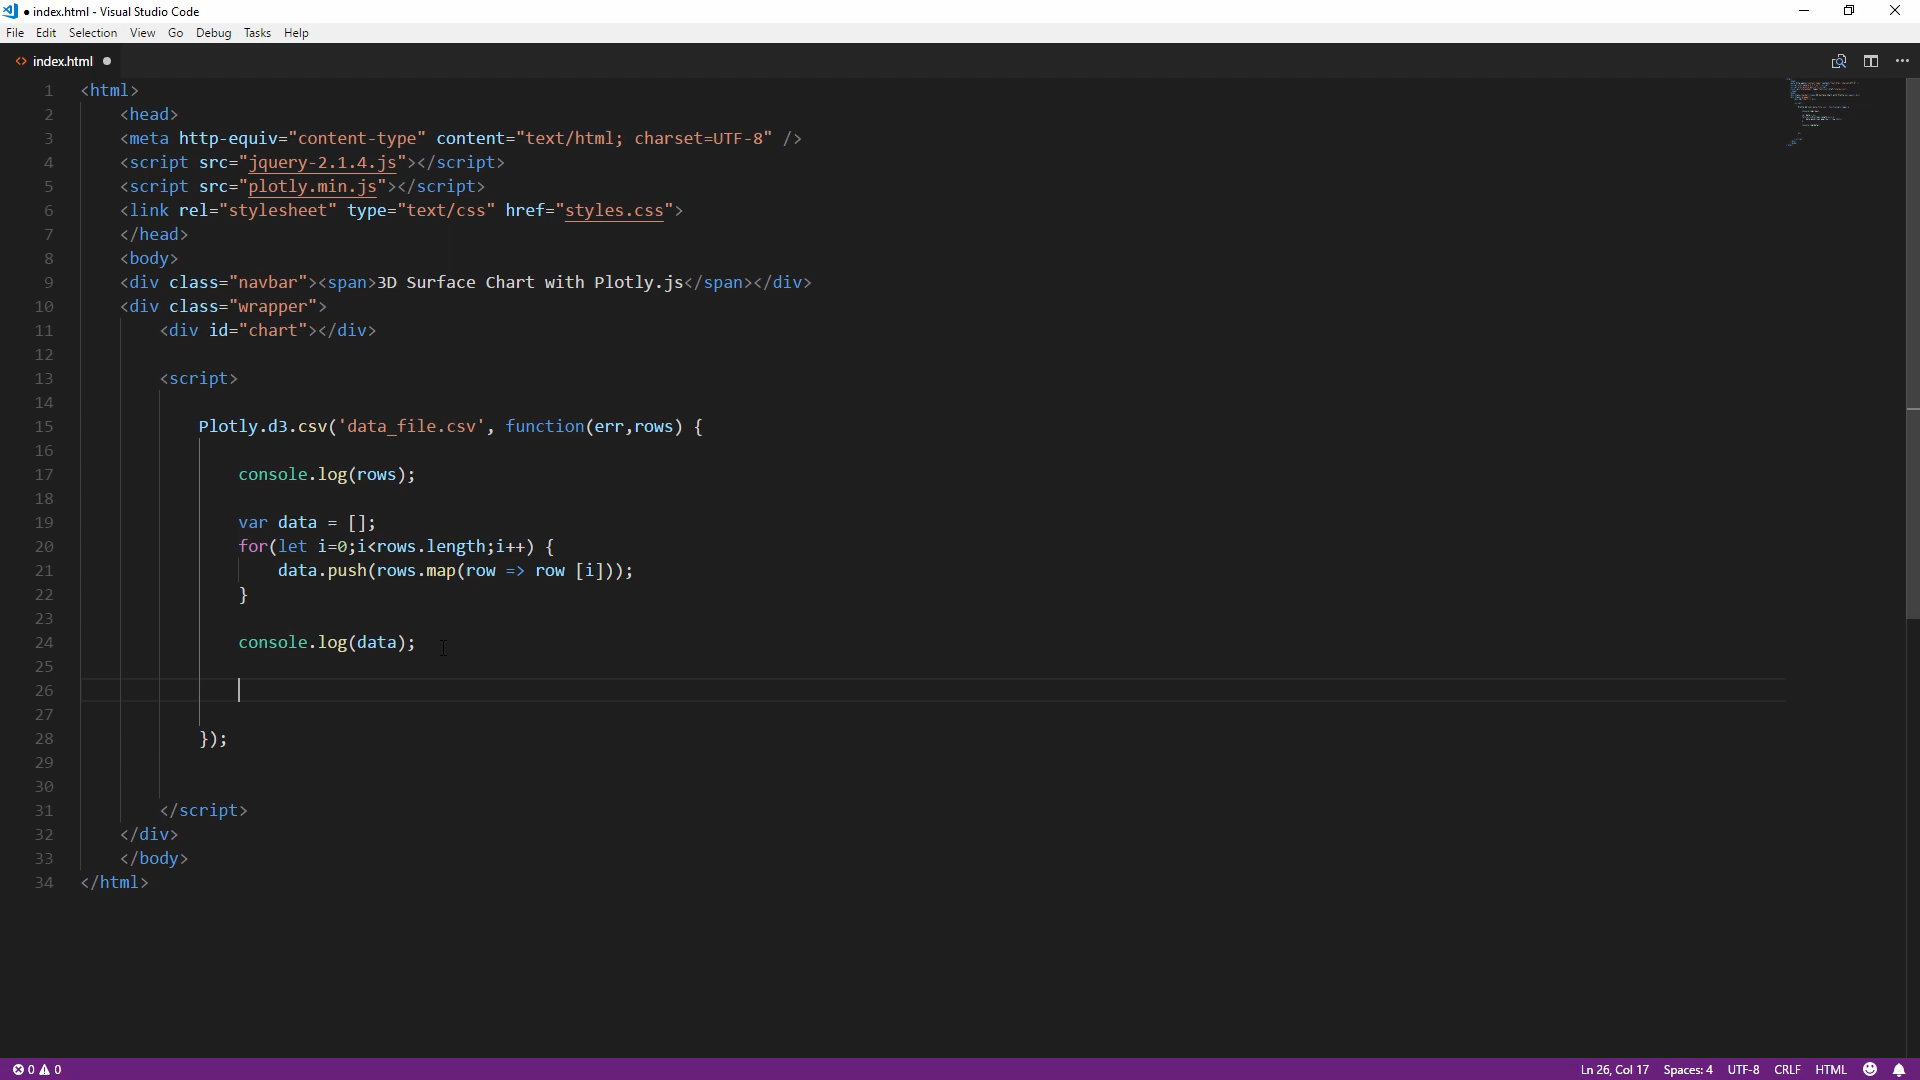 ● index.html - Visual Studio Code
File Edit Selection View Go Debug Tasks Help
<> index.html ●
1 <html>
2 <head>
3 <meta http-equiv="content-type" content="text/html; charset=UTF-8" />
4 <script src="jquery-2.1.4.js"></script>
5 <script src="plotly.min.js"></script>
6 <link rel="stylesheet" type="text/css" href="styles.css">
7 </head>
8 <body>
9 <div class="navbar"><span>3D Surface Chart with Plotly.js</span></div>
10 <div class="wrapper">
11 <div id="chart"></div>
12
13 <script>
14
15 Plotly.d3.csv('data_file.csv', function(err,rows) {
16
17 console.log(rows);
18
19 var data = [];
20 for(let i=0;i<rows.length;i++) {
21 data.push(rows.map(row => row [i]));
22 }
23
24 console.log(data);
25
26
27
28 });
29
30
31 </script>
32 </div>
33 </body>
34 </html>
0 0 Ln 26, Col 17 Spaces: 4 UTF-8 CRLF HTML